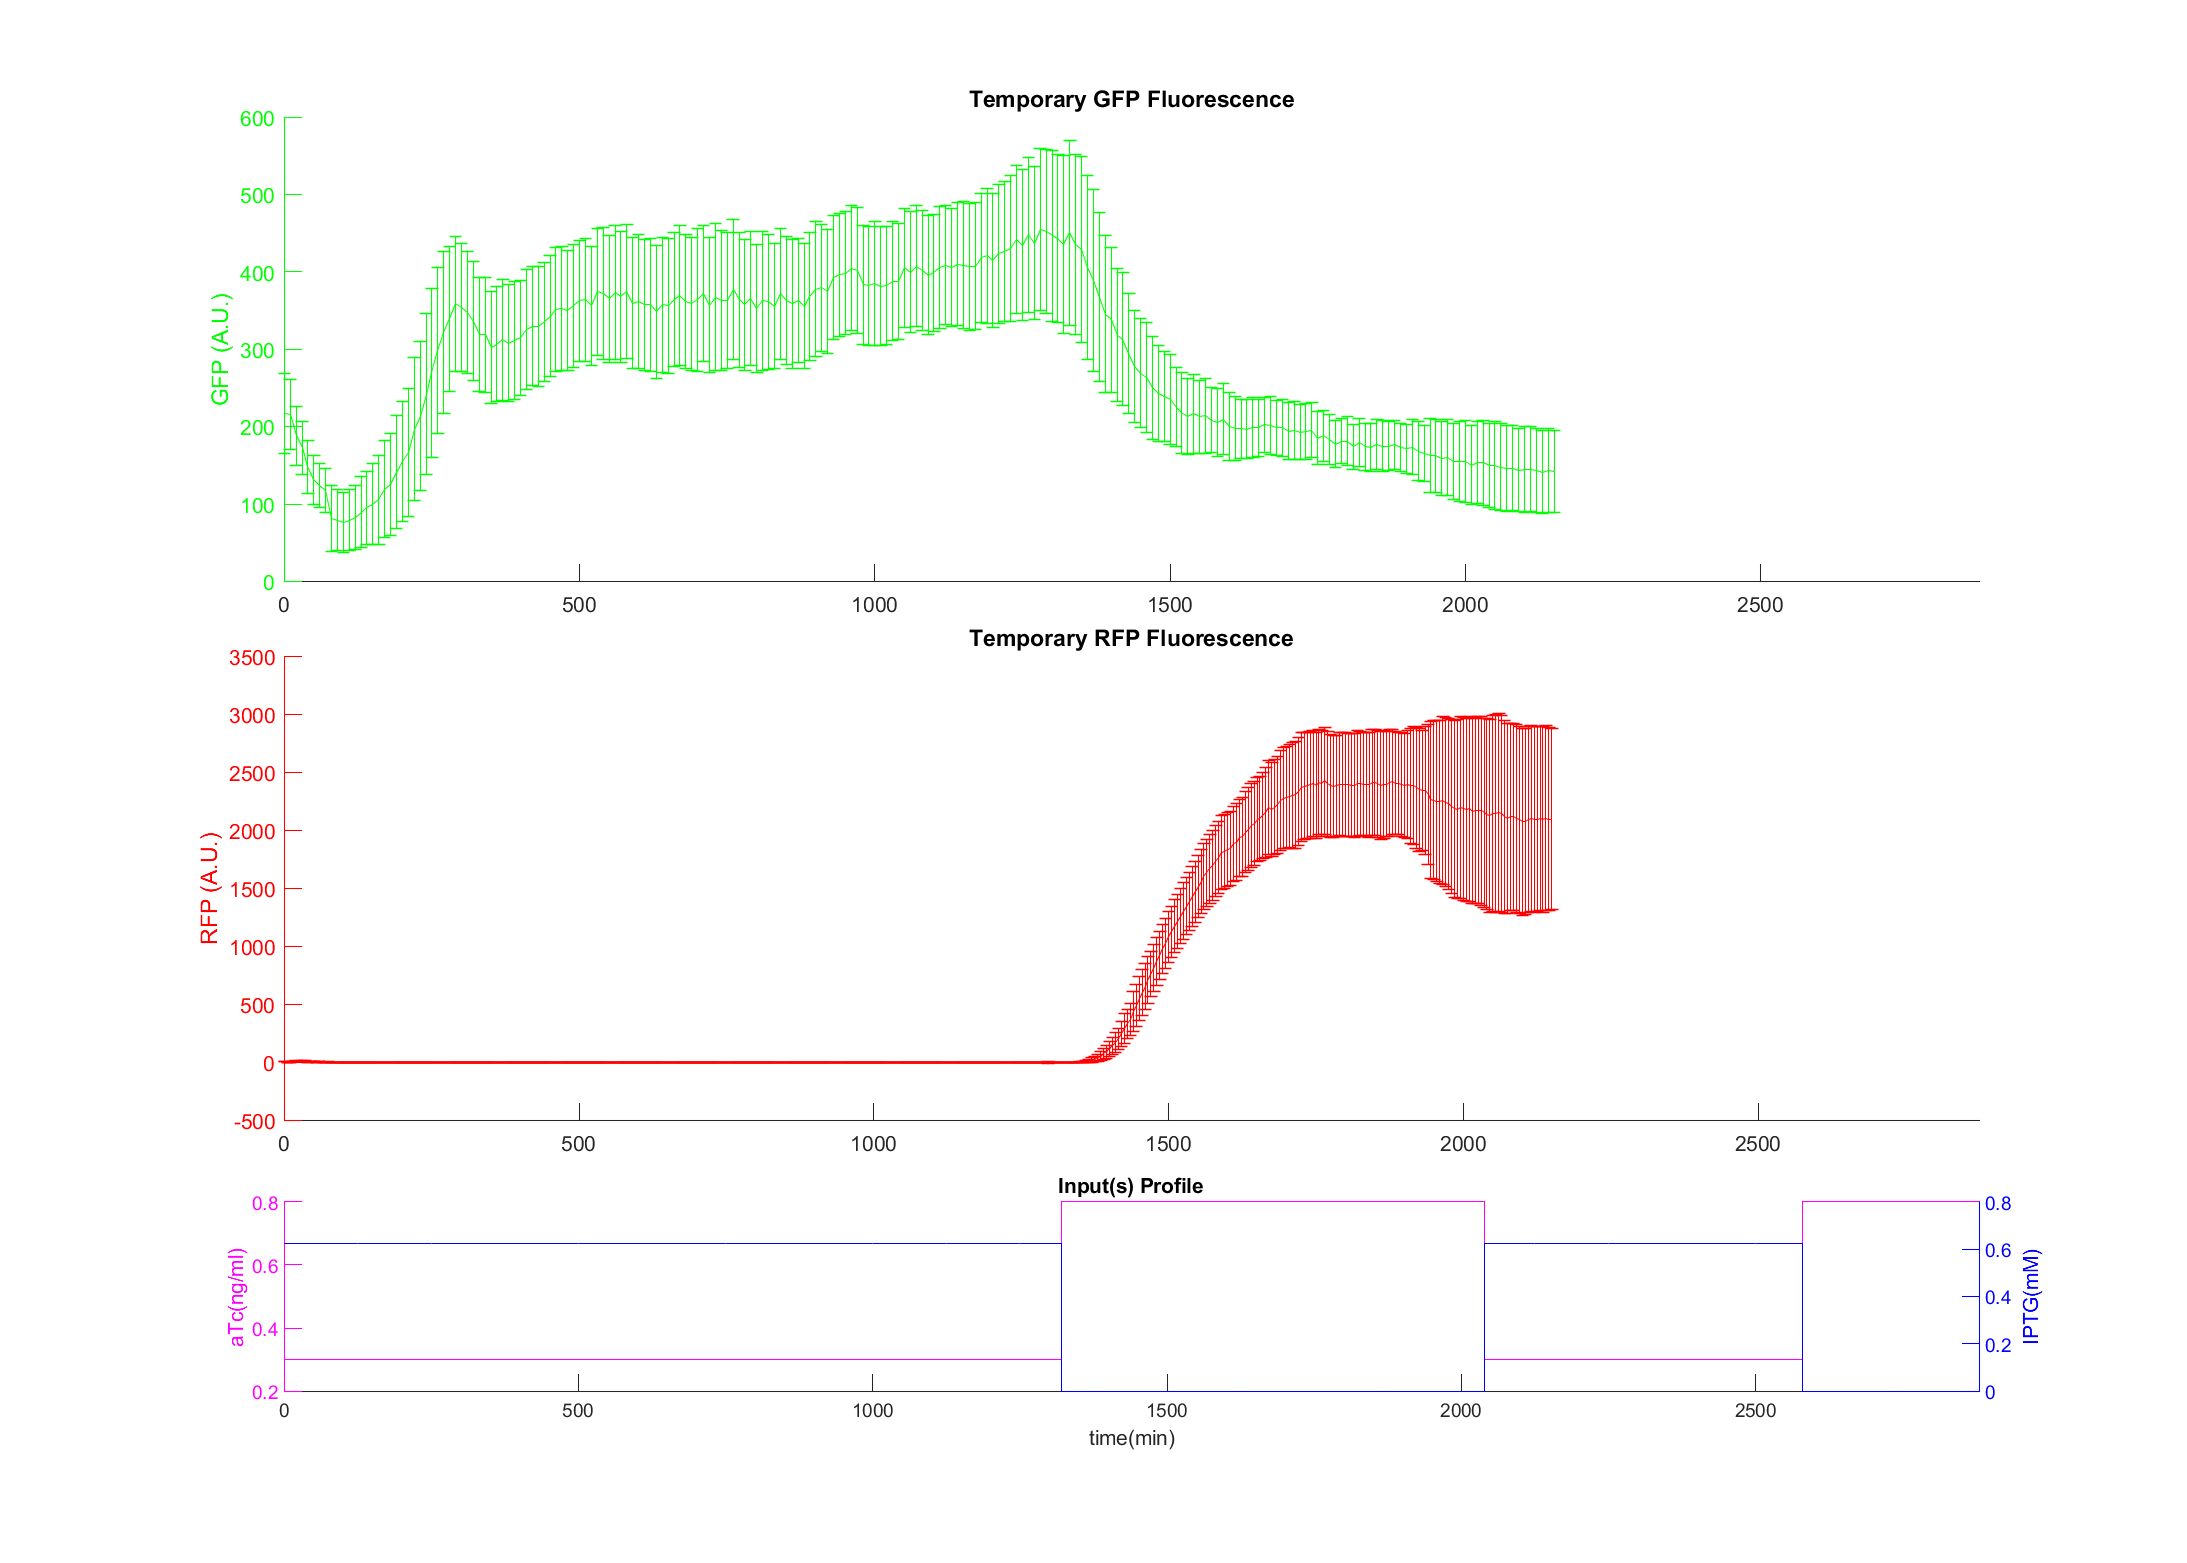 Temporary GFP Fluorescence
600
500
400
300
200
100
0
GFP (A.U.)
0 500 1000 1500 2000 2500
Temporary RFP Fluorescence
3500
3000
2500
2000
1500
1000
500
0
-500
RFP (A.U.)
0 500 1000 1500 2000 2500
Input(s) Profile
0.8
0.6
0.4
0.2
aTc(ng/ml)
0.8
0.6
0.4
0.2
0
IPTG(mM)
0 500 1000 1500 2000 2500
time(min)